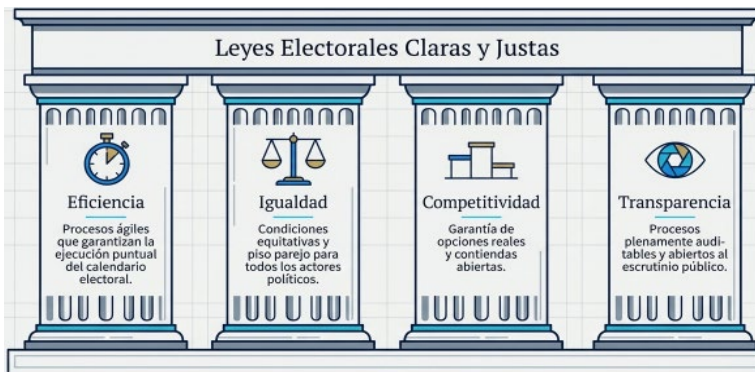 Leyes Electorales Claras y Justas
Eficiencia
Procesos ágiles
que garantizan la
ejecución puntual
del calendario
electoral.
Igualdad
Condiciones
equitativas y
piso parejo para
todos los actores
políticos.
Competitividad
Garantía de
opciones reales
y contiendas
abiertas.
Transparencia
Procesos
plenamente audi-
tables y abiertos al
escrutinio público.